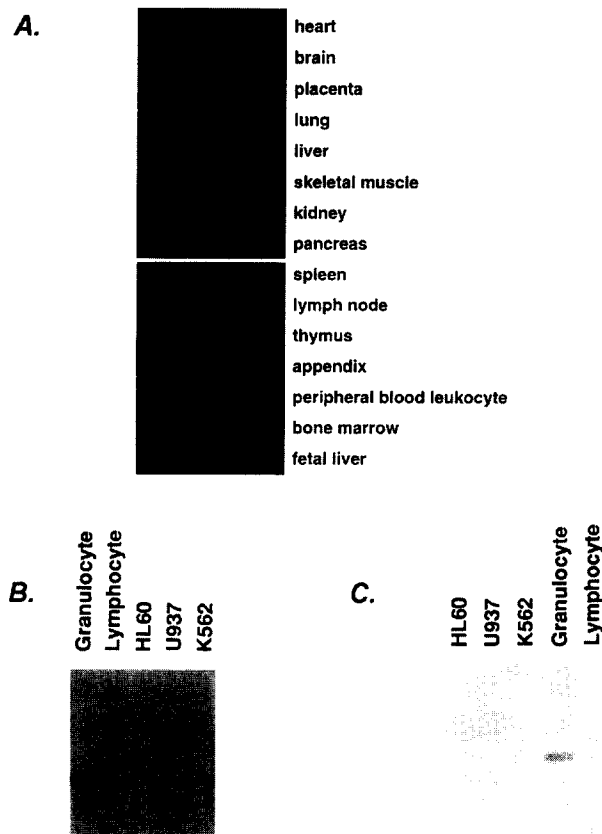 A.
heart
brain
placenta
lung
liver
skeletal muscle
kidney
pancreas
spleen
lymph node
thymus
appendix
peripheral blood leukocyte
bone marrow
fetal liver
B.
Granulocyte
Lymphocyte
HL60
U937
K562
C.
HL60
U937
K562
Granulocyte
Lymphocyte